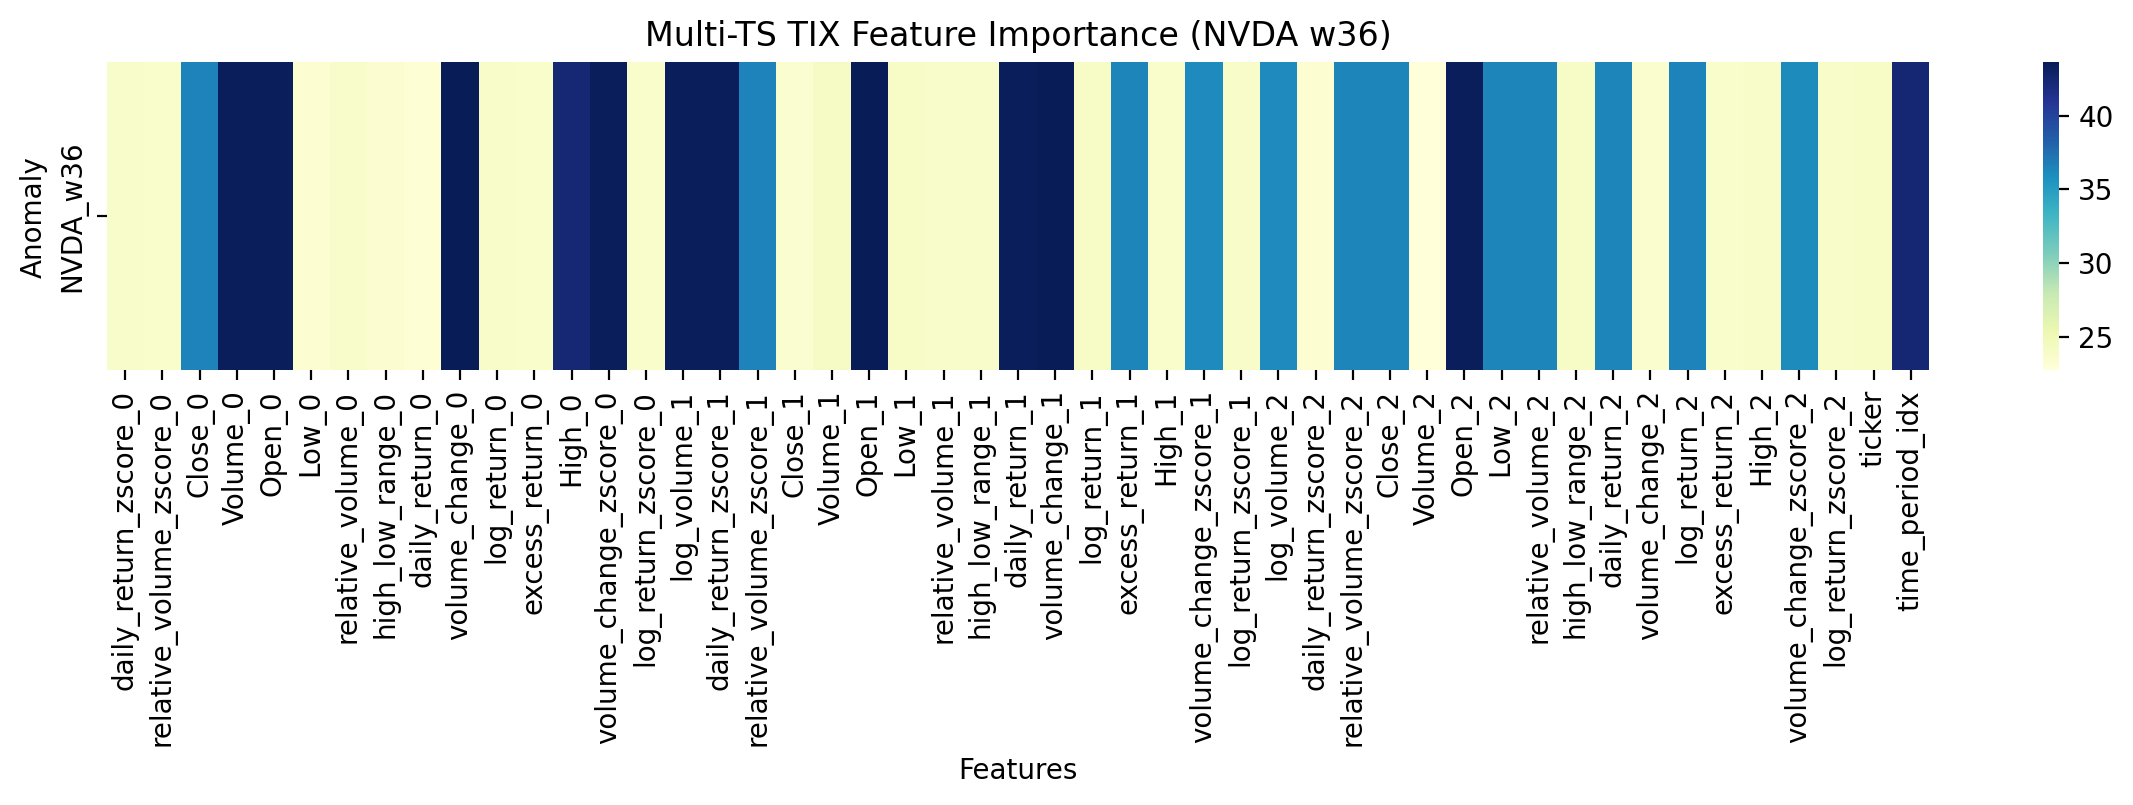 Multi-TS TIX Feature Importance (NVDA w36)
Anomaly
NVDA_w36
40
35
30
25
daily_return_zscore_0
relative_volume_zscore_0
Close_0
Volume_0
Open_0
Low_0
relative_volume_0
high_low_range_0
daily_return_0
volume_change_0
log_return_0
excess_return_0
High_0
volume_change_zscore_0
log_return_zscore_0
log_volume_1
daily_return_zscore_1
relative_volume_zscore_1
Close_1
Volume_1
Open_1
Low_1
relative_volume_1
high_low_range_1
daily_return_1
volume_change_1
log_return_1
excess_return_1
High_1
volume_change_zscore_1
log_return_zscore_1
log_volume_2
daily_return_zscore_2
relative_volume_zscore_2
Close_2
Volume_2
Open_2
Low_2
relative_volume_2
high_low_range_2
daily_return_2
volume_change_2
log_return_2
excess_return_2
High_2
volume_change_zscore_2
log_return_zscore_2
ticker
time_period_idx
Features